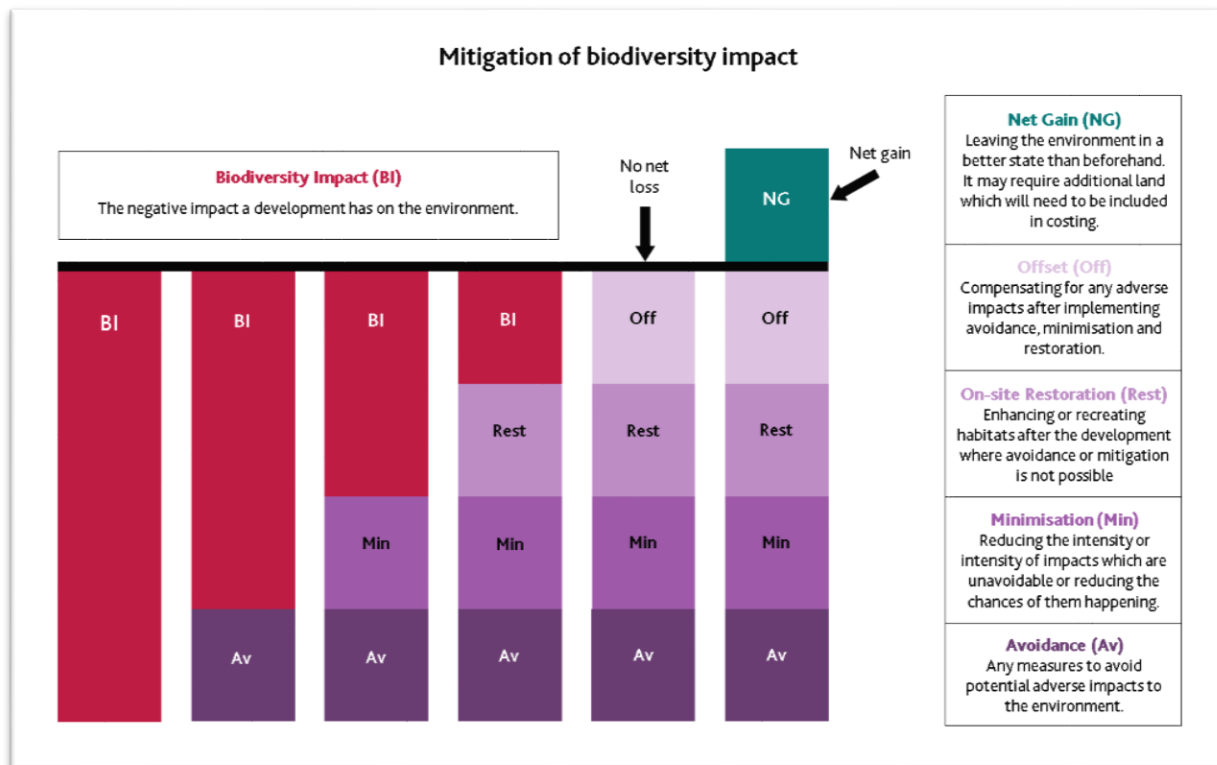 Mitigation of biodiversity impact
Biodiversity Impact (BI)
The negative impact a development has on the environment.
No net
loss
Net gain
NG
BI
BI
BI
BI
Off
Off
Rest
Rest
Rest
Min
Min
Min
Min
Av
Av
Av
Av
Av
Net Gain (NG)
Leaving the environment in a
better state than beforehand.
It may require additional land
which will need to be included
in costing.
Offset (Off)
Compensating for any adverse
impacts after implementing
avoidance, minimisation and
restoration.
On-site Restoration (Rest)
Enhancing or recreating
habitats after the development
where avoidance or mitigation
is not possible
Minimisation (Min)
Reducing the intensity or
intensity of impacts which are
unavoidable or reducing the
chances of them happening.
Avoidance (Av)
Any measures to avoid
potential adverse impacts to
the environment.